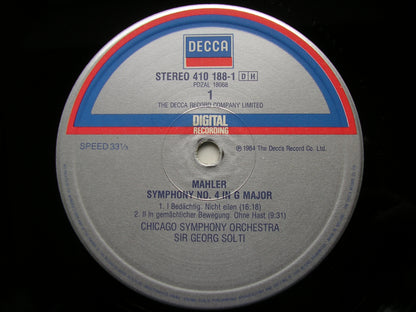 DECCA
STEREO 410 188-1 DH
PDZAL 18068
1
THE DECCA RECORD COMPANY LIMITED
DIGITAL
RECORDING
SPEED 33⅓
℗ 1984 The Decca Record Co. Ltd.
MAHLER
SYMPHONY NO. 4 IN G MAJOR
1. I Bedächtig. Nicht eilen (16:18)
2. II In gemächlicher Bewegung. Ohne Hast (9:31)
CHICAGO SYMPHONY ORCHESTRA
SIR GEORG SOLTI